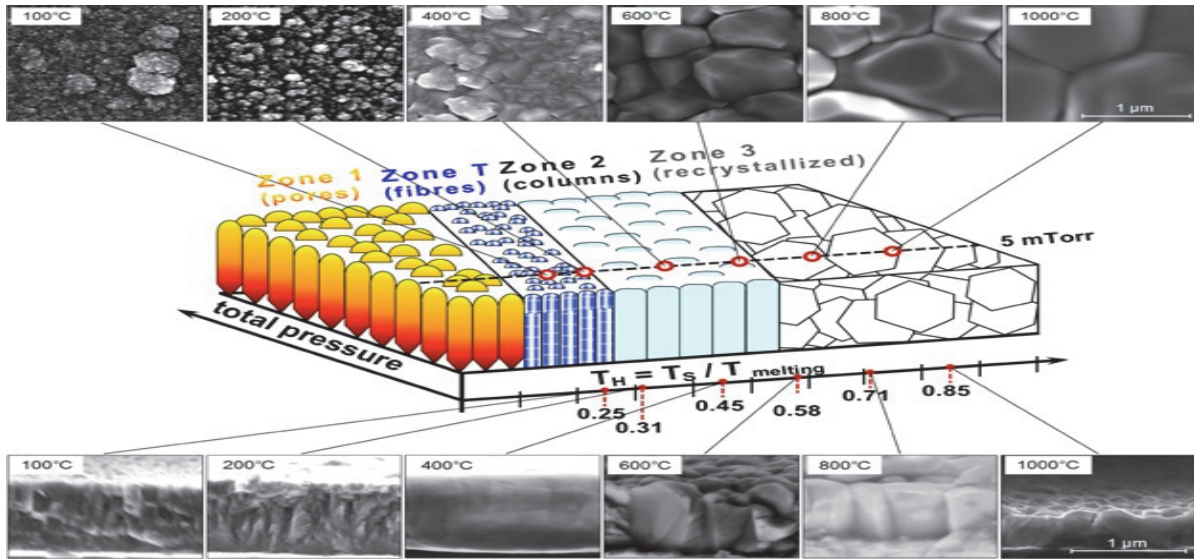 100°C
200°C
400°C
600°C
800°C
1000°C
1 µm
Zone 1
(pores)
Zone T
(fibres)
Zone 2
(columns)
Zone 3
(recrystallized)
5 mTorr
total pressure
T_H = T_S / T_melting
0.25
0.31
0.45
0.58
0.71
0.85
100°C
200°C
400°C
600°C
800°C
1000°C
1 µm